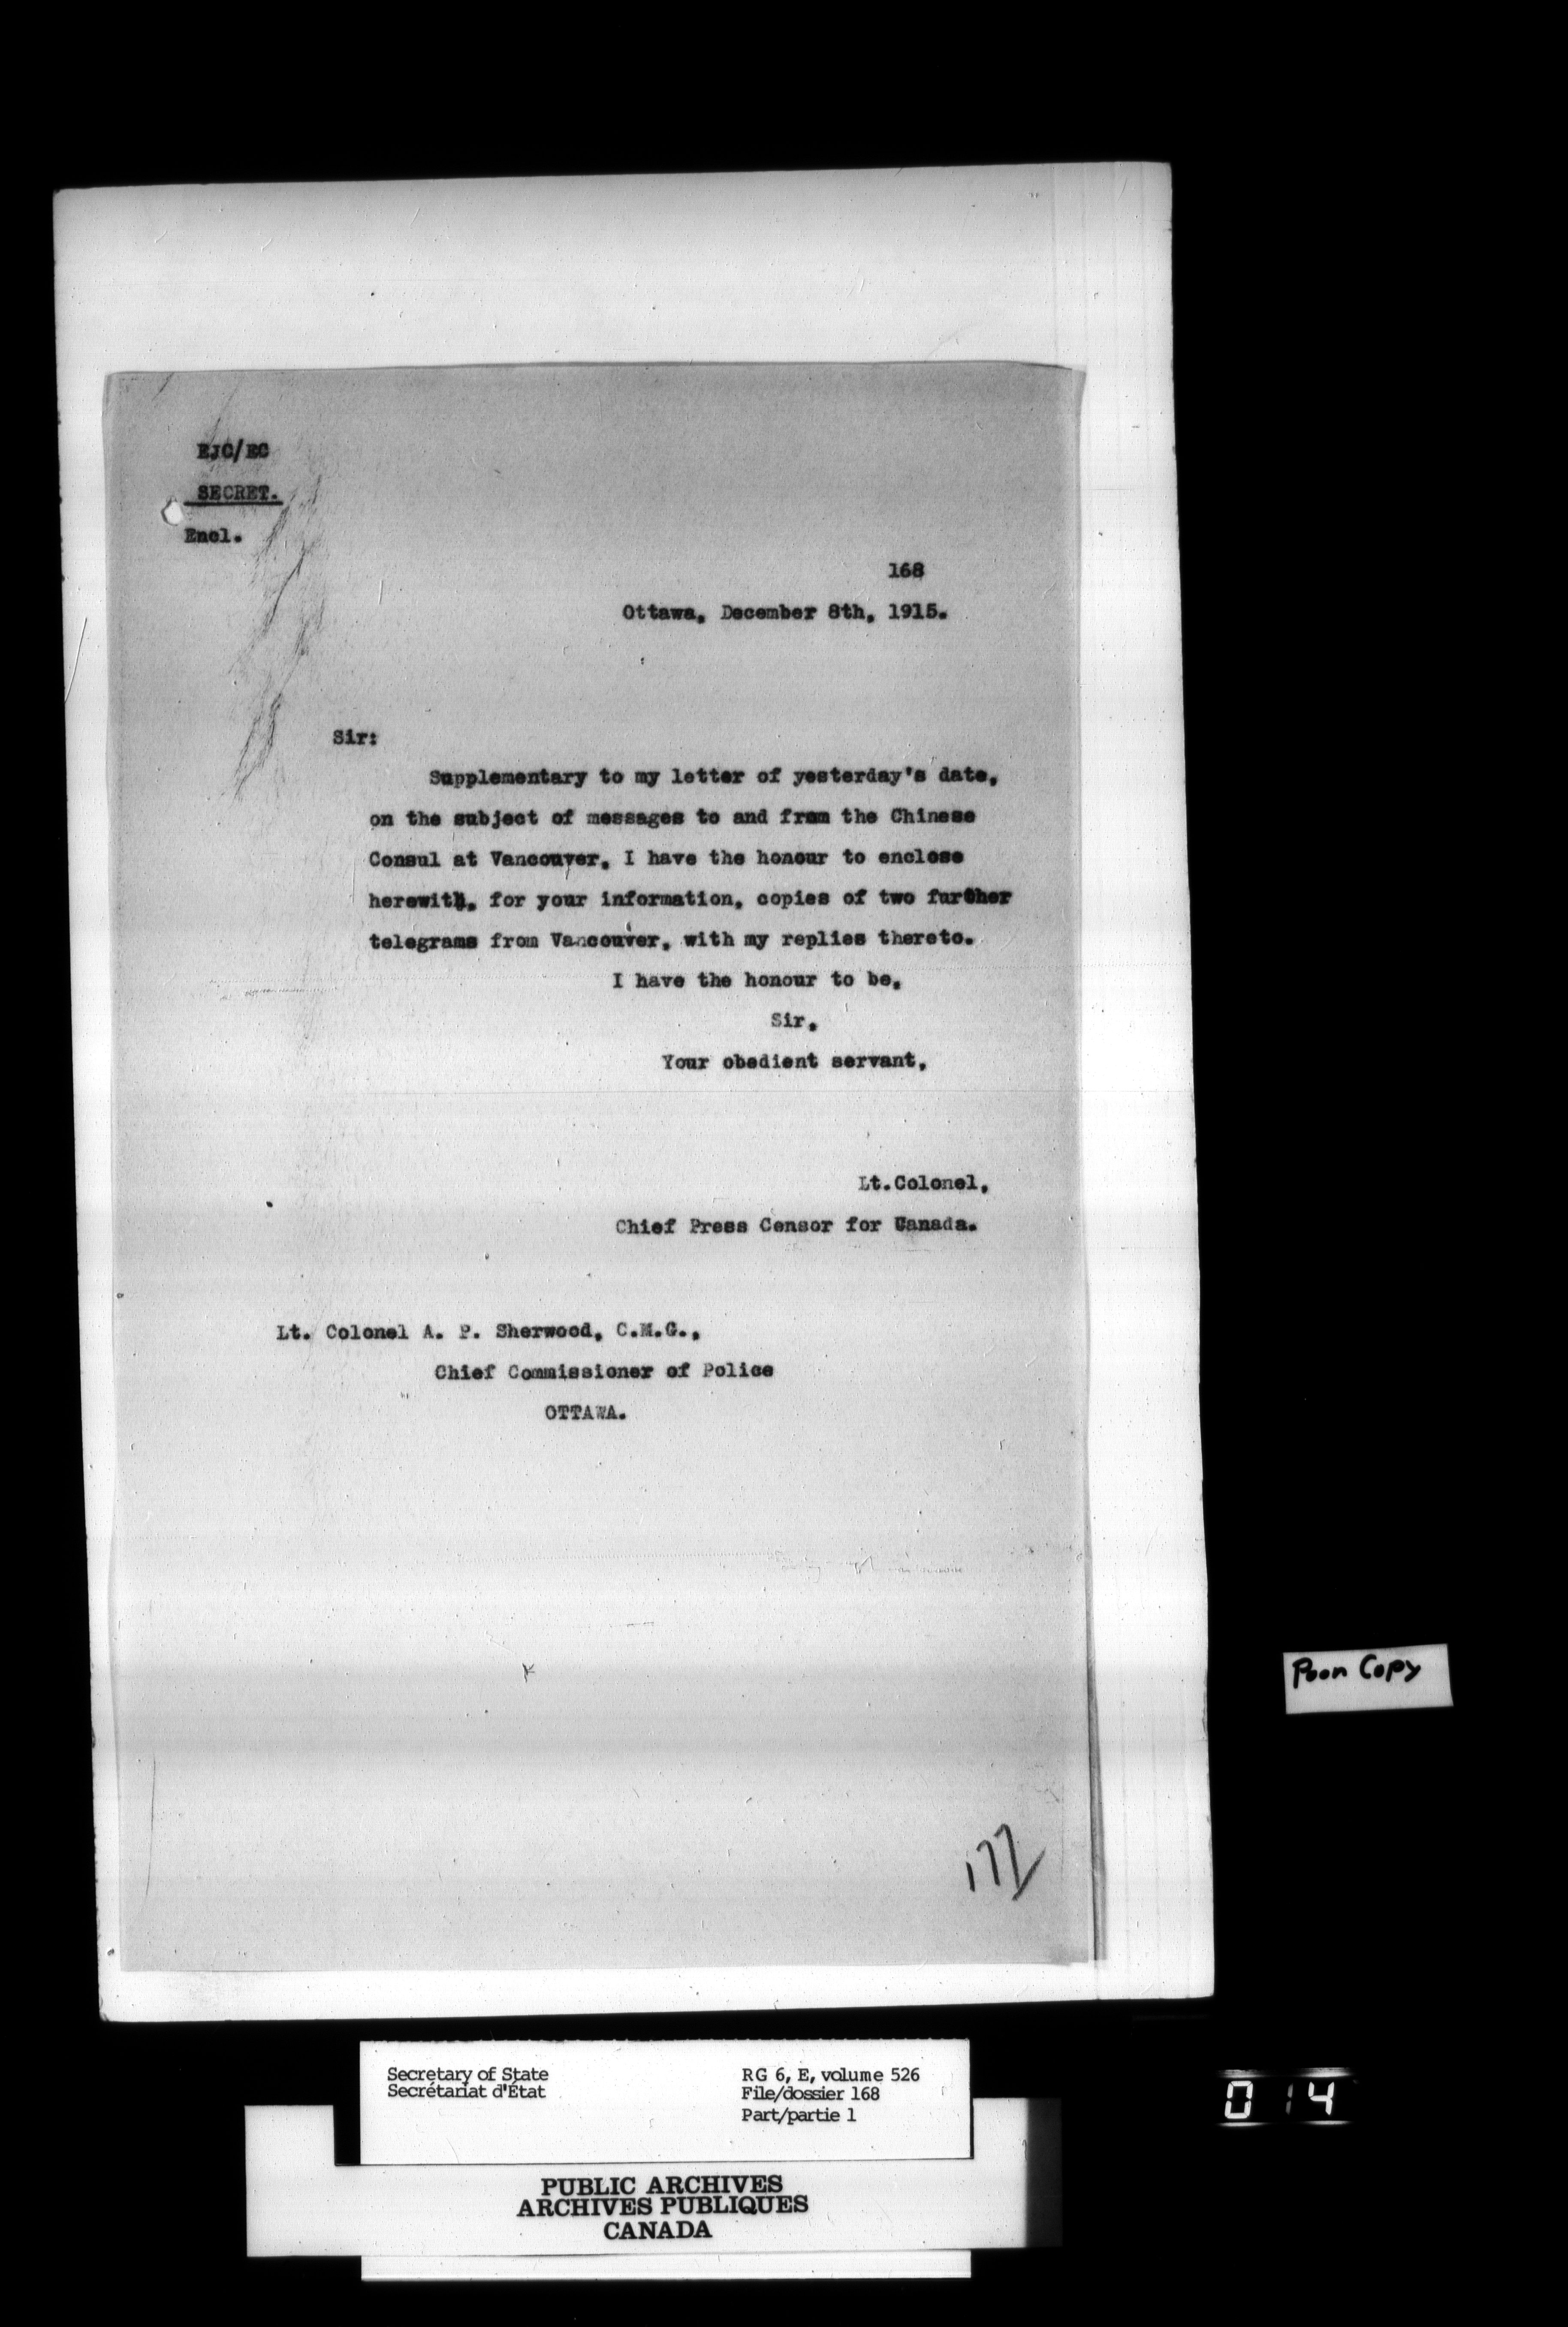 EJC/EC
SECRET.
Encl.
168
Ottawa, December 8th, 1915.
Sir:
Supplementary to my letter of yesterday's date,
on the subject of messages to and from the Chinese
Consul at Vancouver, I have the honour to enclose
herewith, for your information, copies of two further
telegrams from Vancouver, with my replies thereto.
I have the honour to be,
Sir,
Your obedient servant,
Lt.Colonel,
Chief Press Censor for Canada.
Lt. Colonel A. P. Sherwood, C.M.G.,
Chief Commissioner of Police
OTTAWA.
Poor Copy
177
Secretary of State
Secrétariat d'État
RG 6, E, volume 526
File/dossier 168
Part/partie 1
014
PUBLIC ARCHIVES
ARCHIVES PUBLIQUES
CANADA